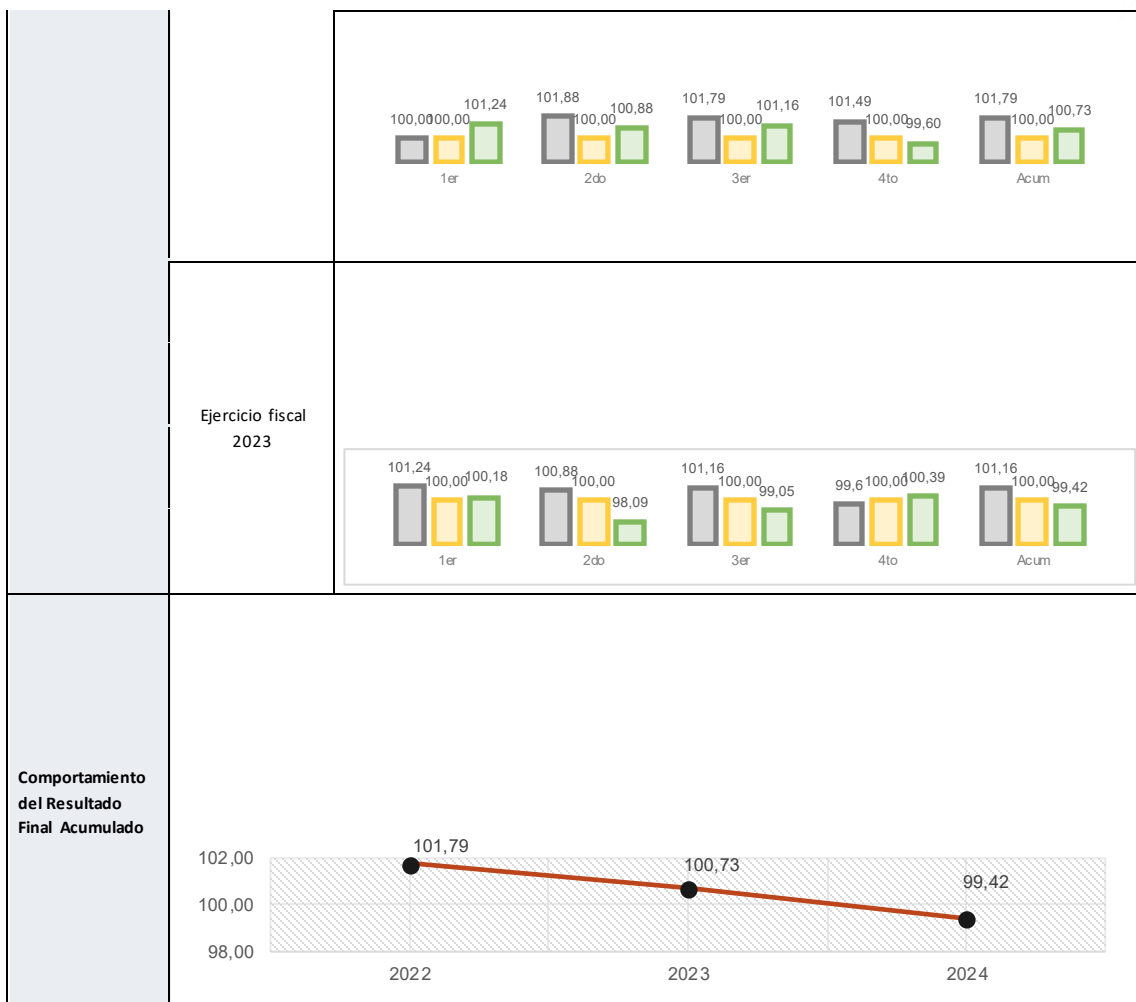 101,24
101,88
100,88
101,79
101,16
101,49
101,79
100,73
100,00
100,00
100,00
100,00
100,00
99,60
100,00
1er
2do
3er
4to
Acum
Ejercicio fiscal
2023
101,24
100,00
100,18
100,88
100,00
98,09
101,16
100,00
99,05
99,6
100,00
100,39
101,16
100,00
99,42
1er
2do
3er
4to
Acum
Comportamiento
del Resultado
Final Acumulado
102,00
100,00
98,00
101,79
100,73
99,42
2022
2023
2024